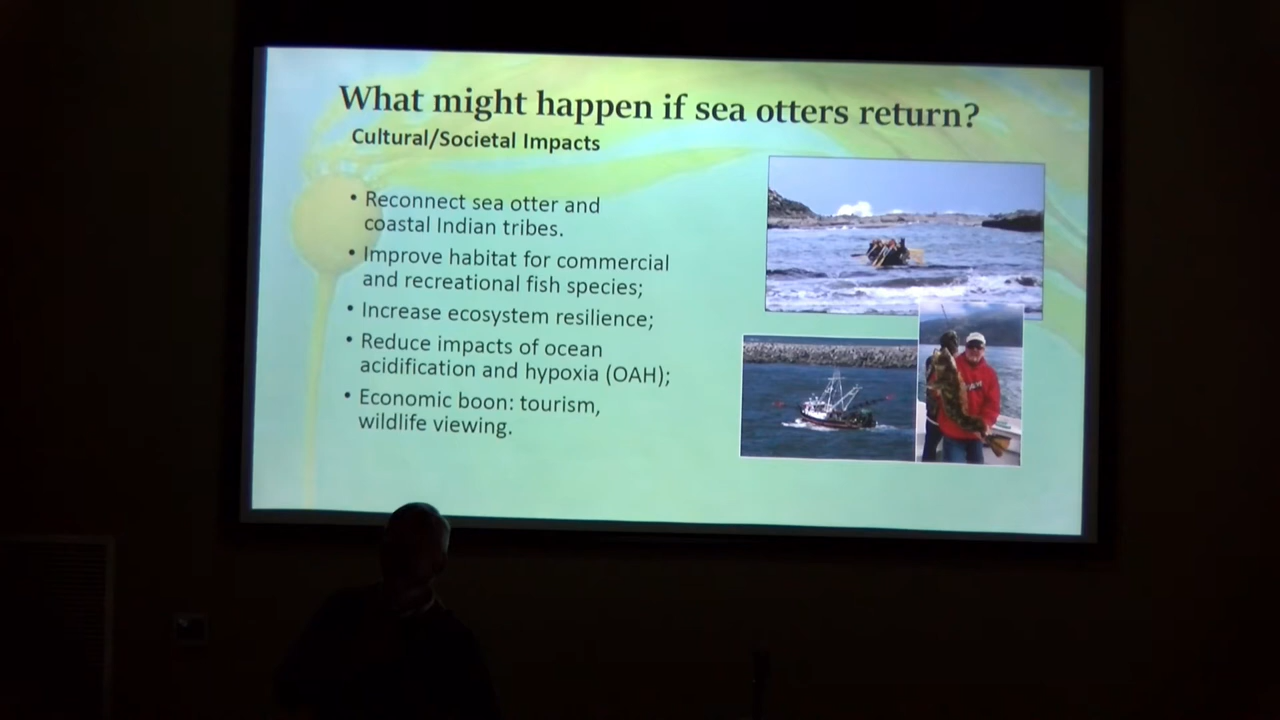 What might happen if sea otters return?
Cultural/Societal Impacts
• Reconnect sea otter and
coastal Indian tribes.
• Improve habitat for commercial
and recreational fish species;
• Increase ecosystem resilience;
• Reduce impacts of ocean
acidification and hypoxia (OAH);
• Economic boon: tourism,
wildlife viewing.